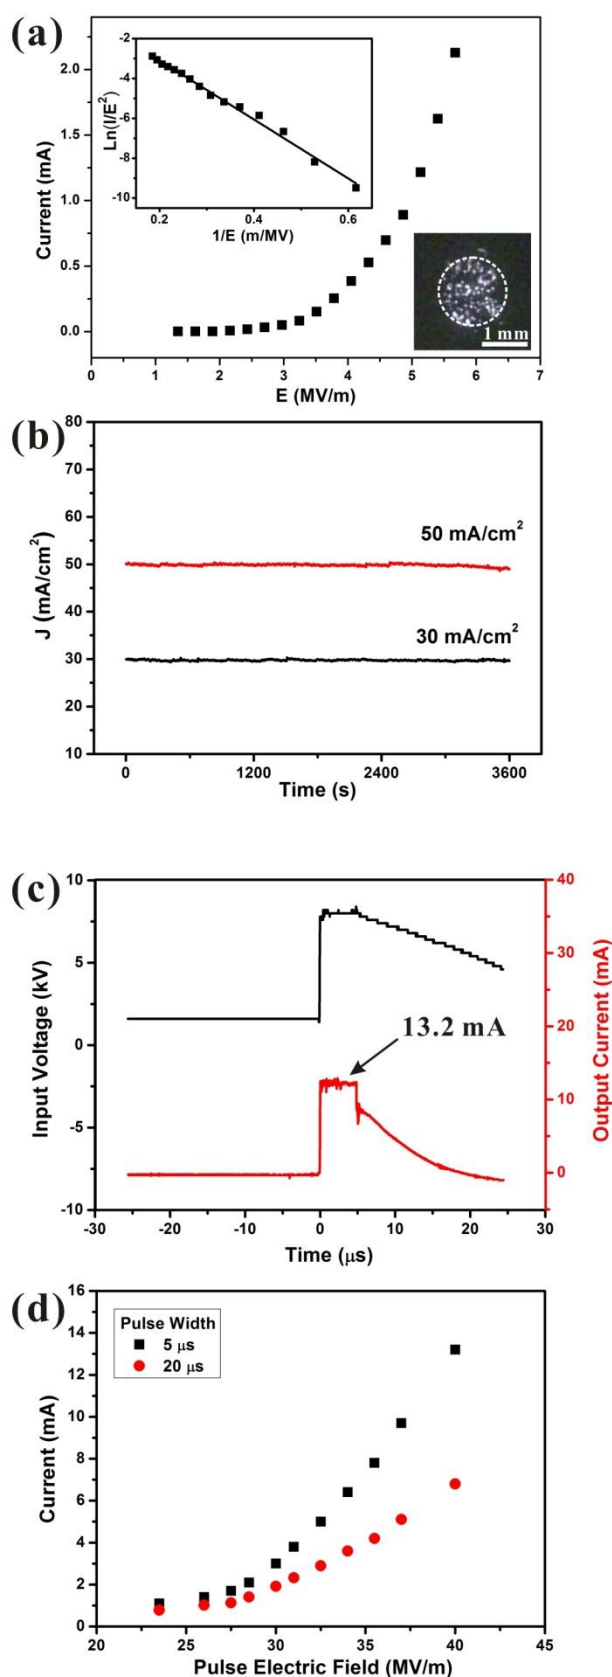 (a)
2.0
1.5
1.0
0.5
0.0
Current (mA)
-2
-4
-6
-8
-10
Ln(I/E²)
0.2 0.4 0.6
1/E (m/MV)
1 mm
0 1 2 3 4 5 6 7
E (MV/m)
(b)
80
70
60
50
40
30
20
10
J (mA/cm²)
50 mA/cm²
30 mA/cm²
0 1200 2400 3600
Time (s)
(c)
10
5
0
-5
-10
Input Voltage (kV)
13.2 mA
40
30
20
10
0
Output Current (mA)
-30 -20 -10 0 10 20 30
Time (μs)
(d)
16
14
12
10
8
6
4
2
0
Current (mA)
Pulse Width
5 μs
20 μs
20 25 30 35 40 45
Pulse Electric Field (MV/m)